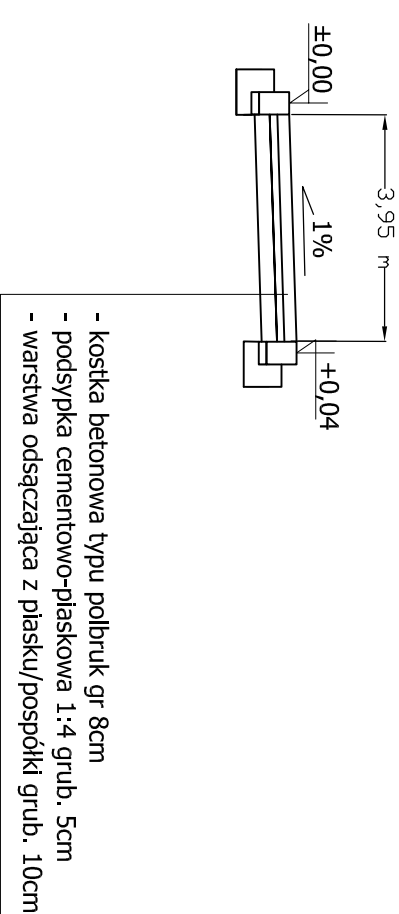 ±0,00
3,95 m
1%
+0,04
- kostka betonowa typu polbruk gr 8cm
- podsypka cementowo-piaskowa 1:4 grub. 5cm
- warstwa odsączająca z piasku/pospółki grub. 10cm